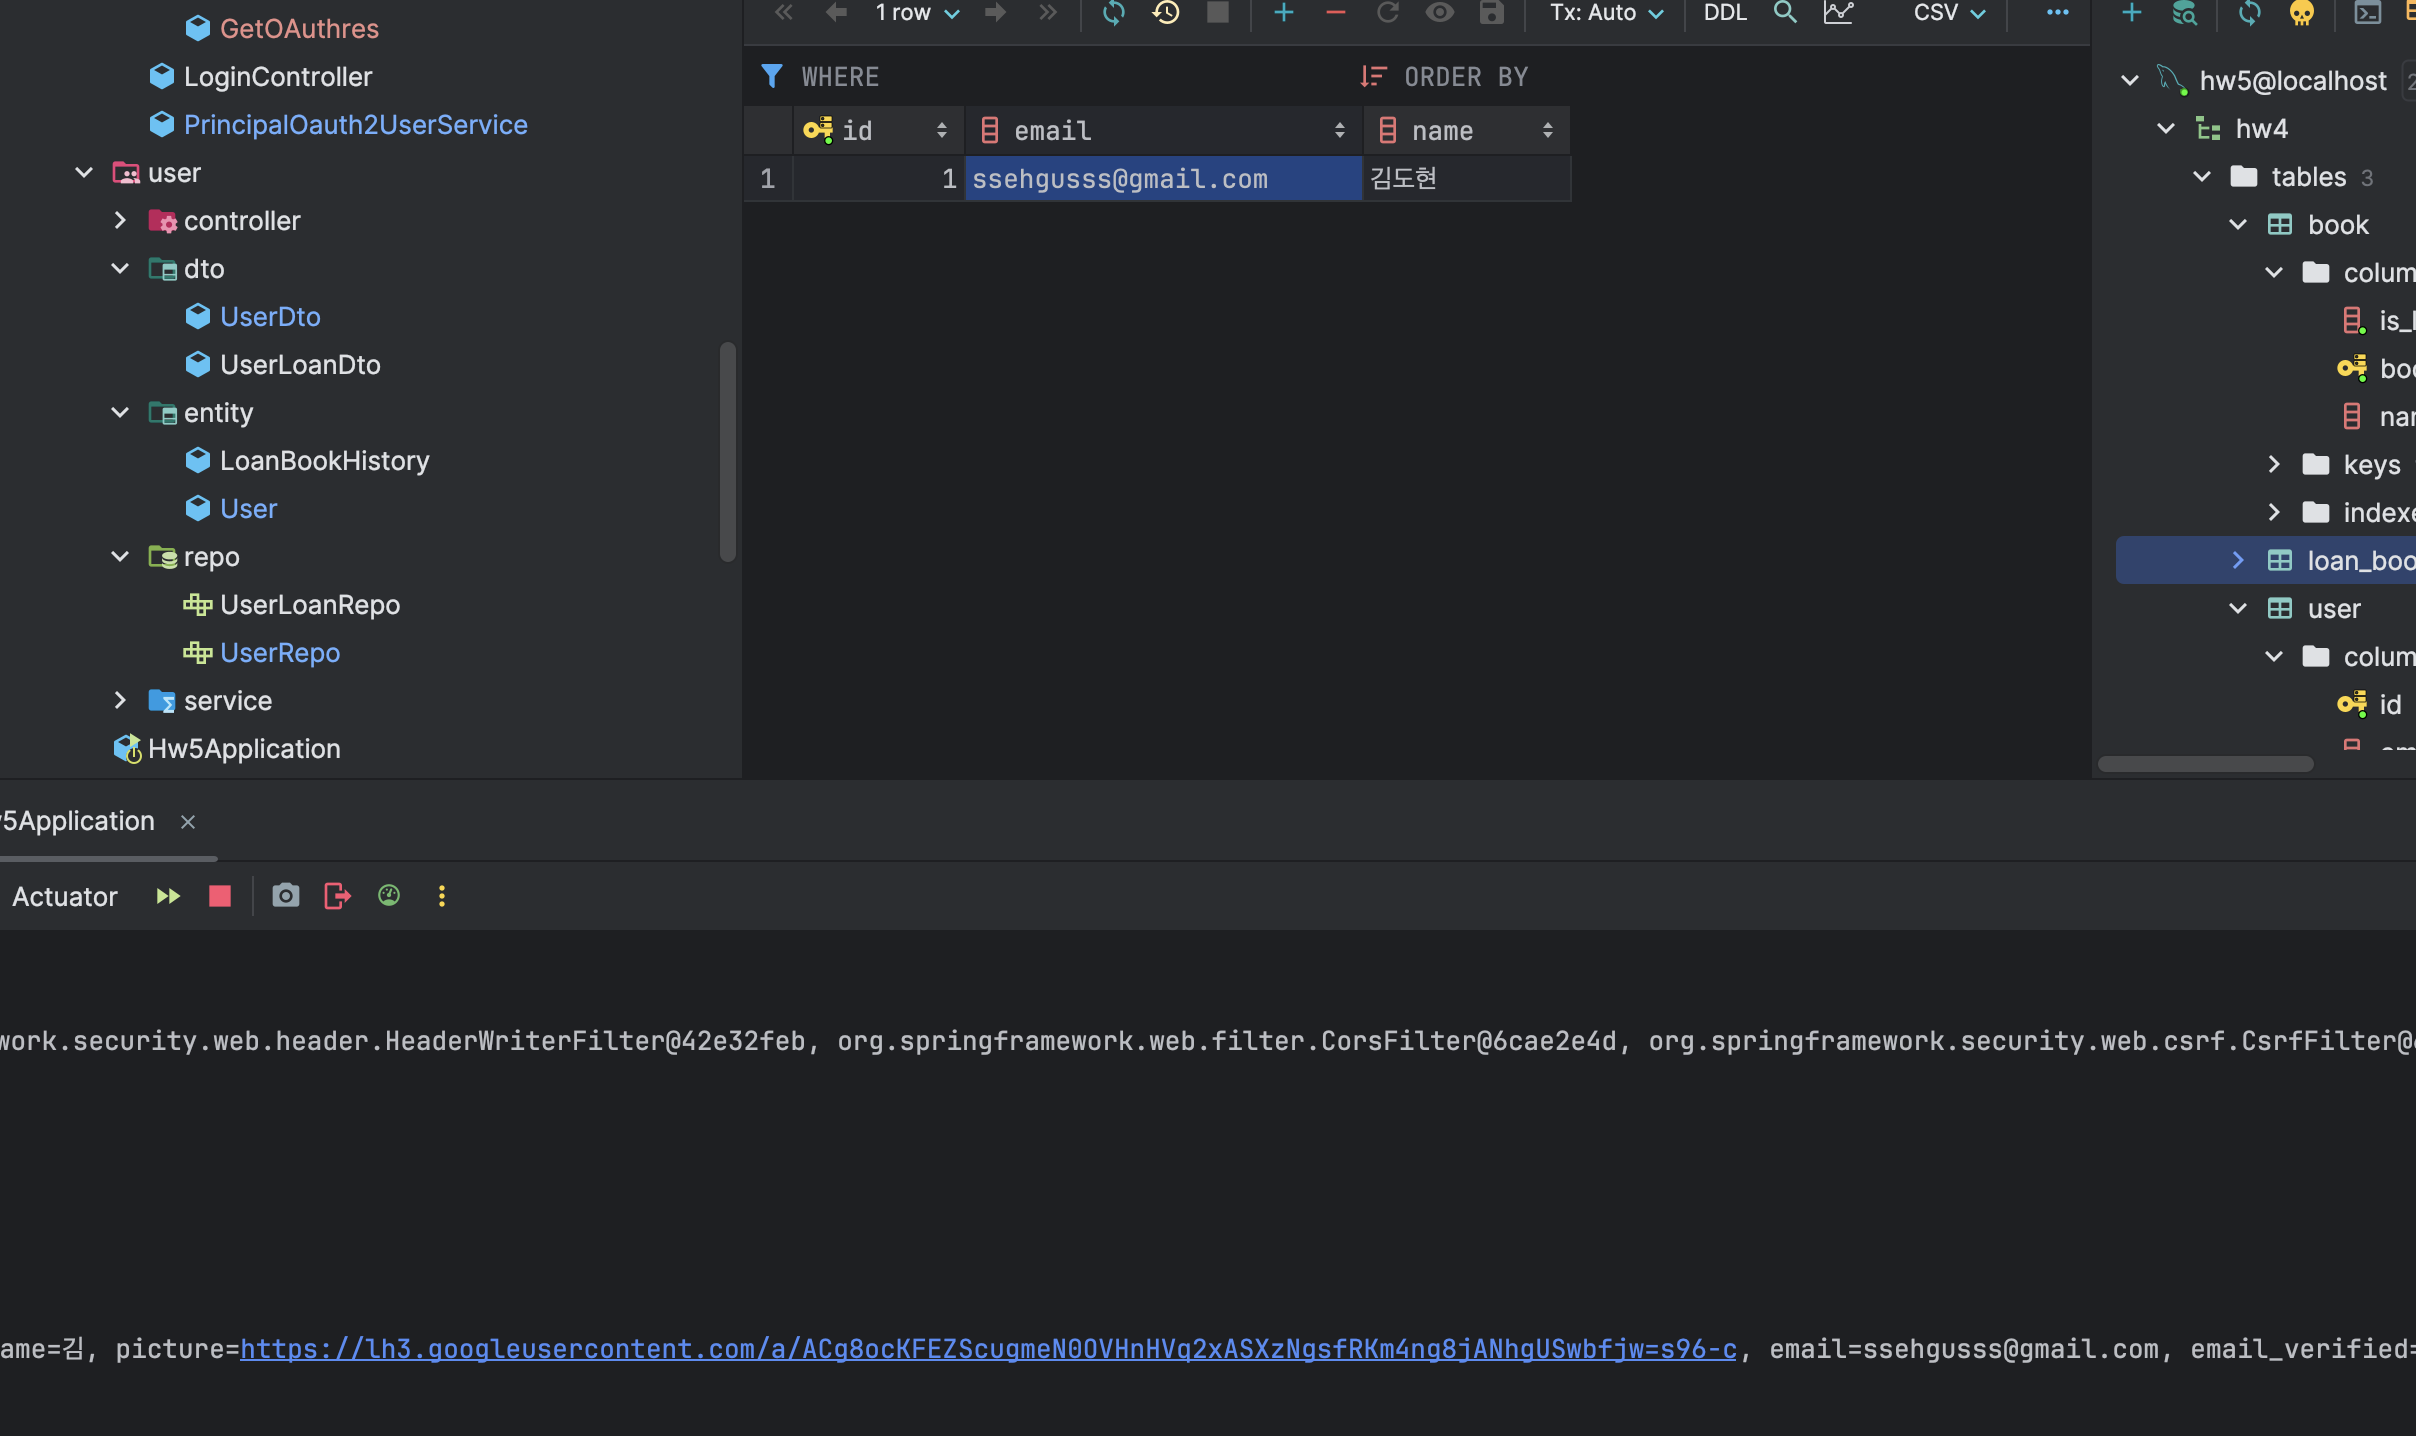 GetOAuthres
LoginController
PrincipalOauth2UserService
user
controller
dto
UserDto
UserLoanDto
entity
LoanBookHistory
User
repo
UserLoanRepo
UserRepo
service
Hw5Application
1 row Tx: Auto DDL CSV
WHERE ORDER BY
id email name
1 1 ssehgusss@gmail.com 김도현
hw5@localhost 2
hw4
tables 3
book
colum
is_l
boo
nar
keys
indexe
loan_boo
user
colum
id
5Application
Actuator
work.security.web.header.HeaderWriterFilter@42e32feb, org.springframework.web.filter.CorsFilter@6cae2e4d, org.springframework.security.web.csrf.CsrfFilter@
ame=김, picture=https://lh3.googleusercontent.com/a/ACg8ocKFEZScugmeN0OVHnHVq2xASXzNgsfRKm4ng8jANhgUSwbfjw=s96-c, email=ssehgusss@gmail.com, email_verified=